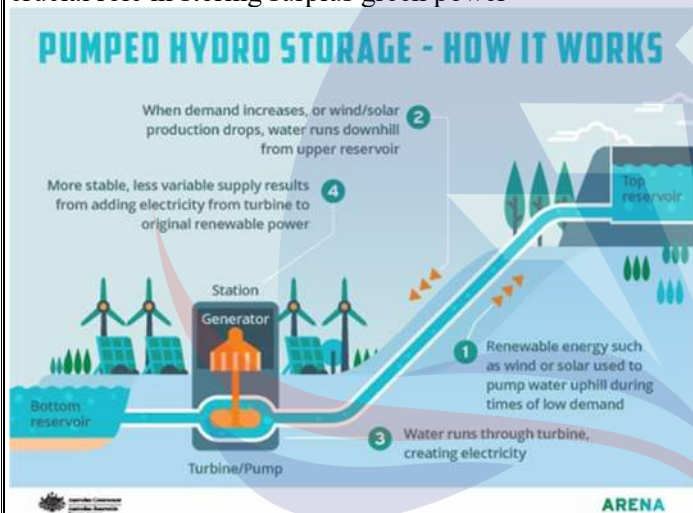 PUMPED HYDRO STORAGE - HOW IT WORKS
When demand increases, or wind/solar
production drops, water runs downhill
from upper reservoir
2
More stable, less variable supply results
from adding electricity from turbine to
original renewable power
4
Top
reservoir
Station
Generator
1
Renewable energy such
as wind or solar used to
pump water uphill during
times of low demand
Bottom
reservoir
3
Water runs through turbine,
creating electricity
Turbine/Pump
Australian Government
ARENA